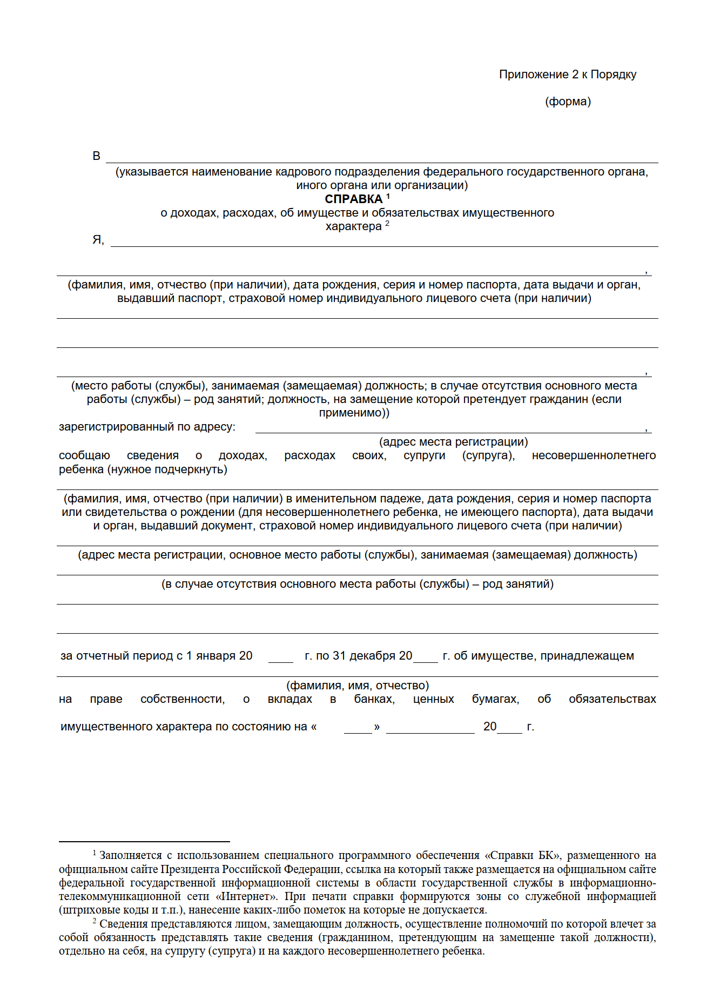 Приложение 2 к Порядку
(форма)
В
(указывается наименование кадрового подразделения федерального государственного органа,
иного органа или организации)
СПРАВКА 1
о доходах, расходах, об имуществе и обязательствах имущественного
характера 2
Я,
,
(фамилия, имя, отчество (при наличии), дата рождения, серия и номер паспорта, дата выдачи и орган,
выдавший паспорт, страховой номер индивидуального лицевого счета (при наличии)
,
(место работы (службы), занимаемая (замещаемая) должность; в случае отсутствия основного места
работы (службы) – род занятий; должность, на замещение которой претендует гражданин (если
применимо))
зарегистрированный по адресу: ,
(адрес места регистрации)
сообщаю сведения о доходах, расходах своих, супруги (супруга), несовершеннолетнего
ребенка (нужное подчеркнуть)
(фамилия, имя, отчество (при наличии) в именительном падеже, дата рождения, серия и номер паспорта
или свидетельства о рождении (для несовершеннолетнего ребенка, не имеющего паспорта), дата выдачи
и орган, выдавший документ, страховой номер индивидуального лицевого счета (при наличии)
(адрес места регистрации, основное место работы (службы), занимаемая (замещаемая) должность)
(в случае отсутствия основного места работы (службы) – род занятий)
за отчетный период с 1 января 20 ____ г. по 31 декабря 20____ г. об имуществе, принадлежащем
(фамилия, имя, отчество)
на праве собственности, о вкладах в банках, ценных бумагах, об обязательствах
имущественного характера по состоянию на « ____» ____________ 20____ г.
1 Заполняется с использованием специального программного обеспечения «Справки БК», размещенного на
официальном сайте Президента Российской Федерации, ссылка на который также размещается на официальном сайте
федеральной государственной информационной системы в области государственной службы в информационно-
телекоммуникационной сети «Интернет». При печати справки формируются зоны со служебной информацией
(штриховые коды и т.п.), нанесение каких-либо пометок на которые не допускается.
2 Сведения представляются лицом, замещающим должность, осуществление полномочий по которой влечет за
собой обязанность представлять такие сведения (гражданином, претендующим на замещение такой должности),
отдельно на себя, на супругу (супруга) и на каждого несовершеннолетнего ребенка.